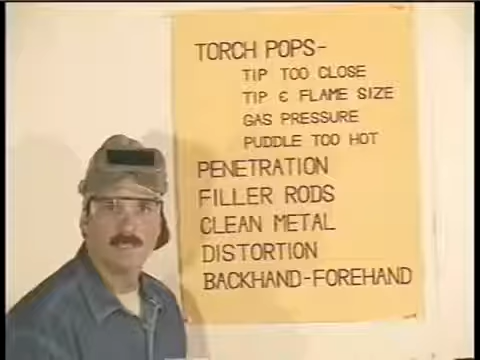 TORCH POPS-
TIP TOO CLOSE
TIP & FLAME SIZE
GAS PRESSURE
PUDDLE TOO HOT
PENETRATION
FILLER RODS
CLEAN METAL
DISTORTION
BACKHAND-FOREHAND